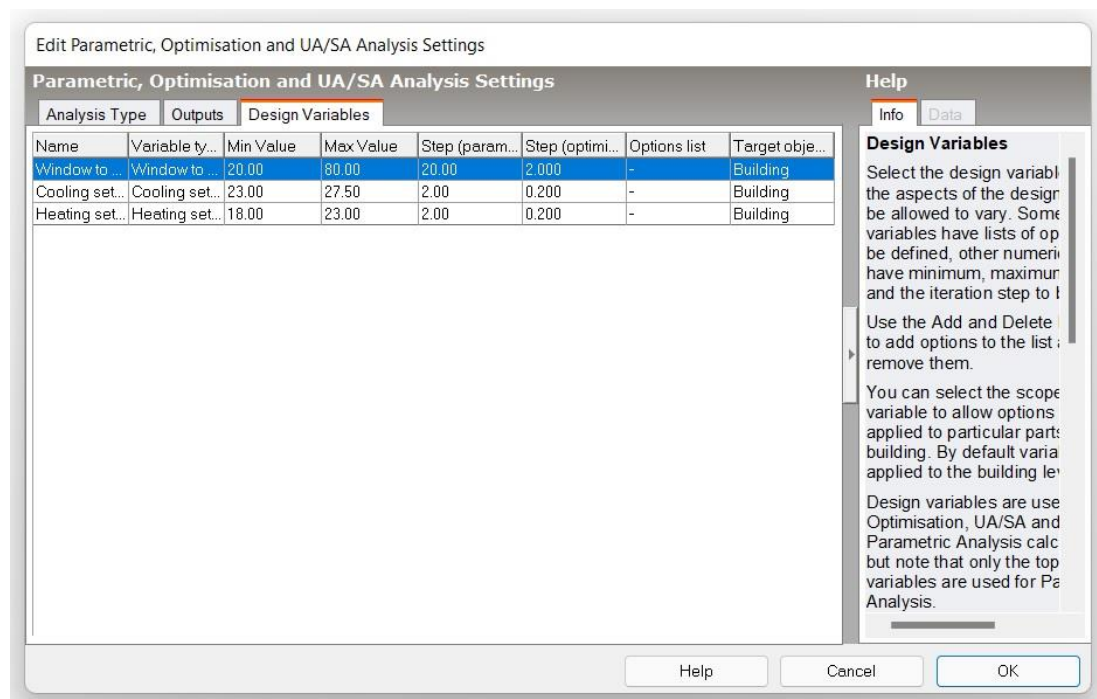 Edit Parametric, Optimisation and UA/SA Analysis Settings
Parametric, Optimisation and UA/SA Analysis Settings
Analysis Type Outputs Design Variables
Name Variable ty... Min Value Max Value Step (param... Step (optimi... Options list Target obje...
Window to ... Window to ... 20.00 80.00 20.00 2.000 - Building
Cooling set... Cooling set... 23.00 27.50 2.00 0.200 - Building
Heating set... Heating set... 18.00 23.00 2.00 0.200 - Building
Help
Info Data
Design Variables
Select the design variabl
the aspects of the design
be allowed to vary. Some
variables have lists of op
be defined, other numeri
have minimum, maximum
and the iteration step to b
Use the Add and Delete
to add options to the list a
remove them.
You can select the scope
variable to allow options
applied to particular parts
building. By default varia
applied to the building lev
Design variables are use
Optimisation, UA/SA and
Parametric Analysis calc
but note that only the top
variables are used for Pa
Analysis.
Help Cancel OK